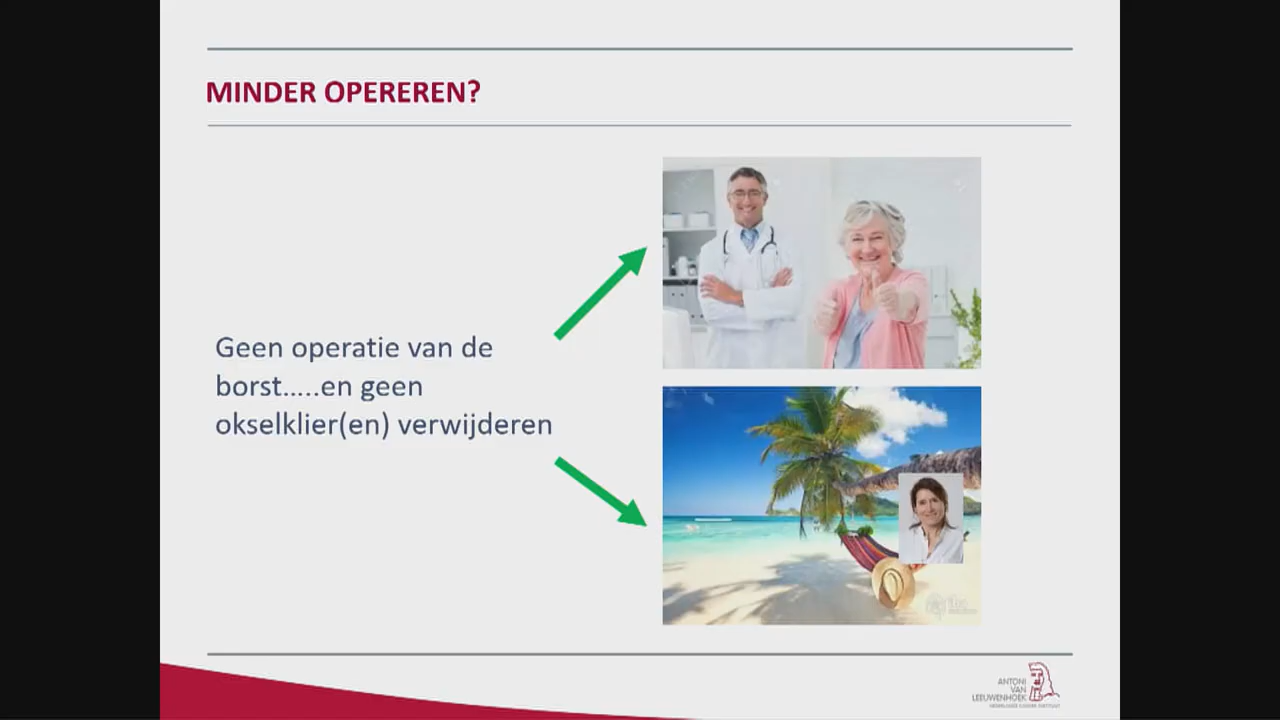 MINDER OPEREREN?
Geen operatie van de
borst.....en geen
okselklier(en) verwijderen
ANTONI
VAN
LEEUWENHOEK